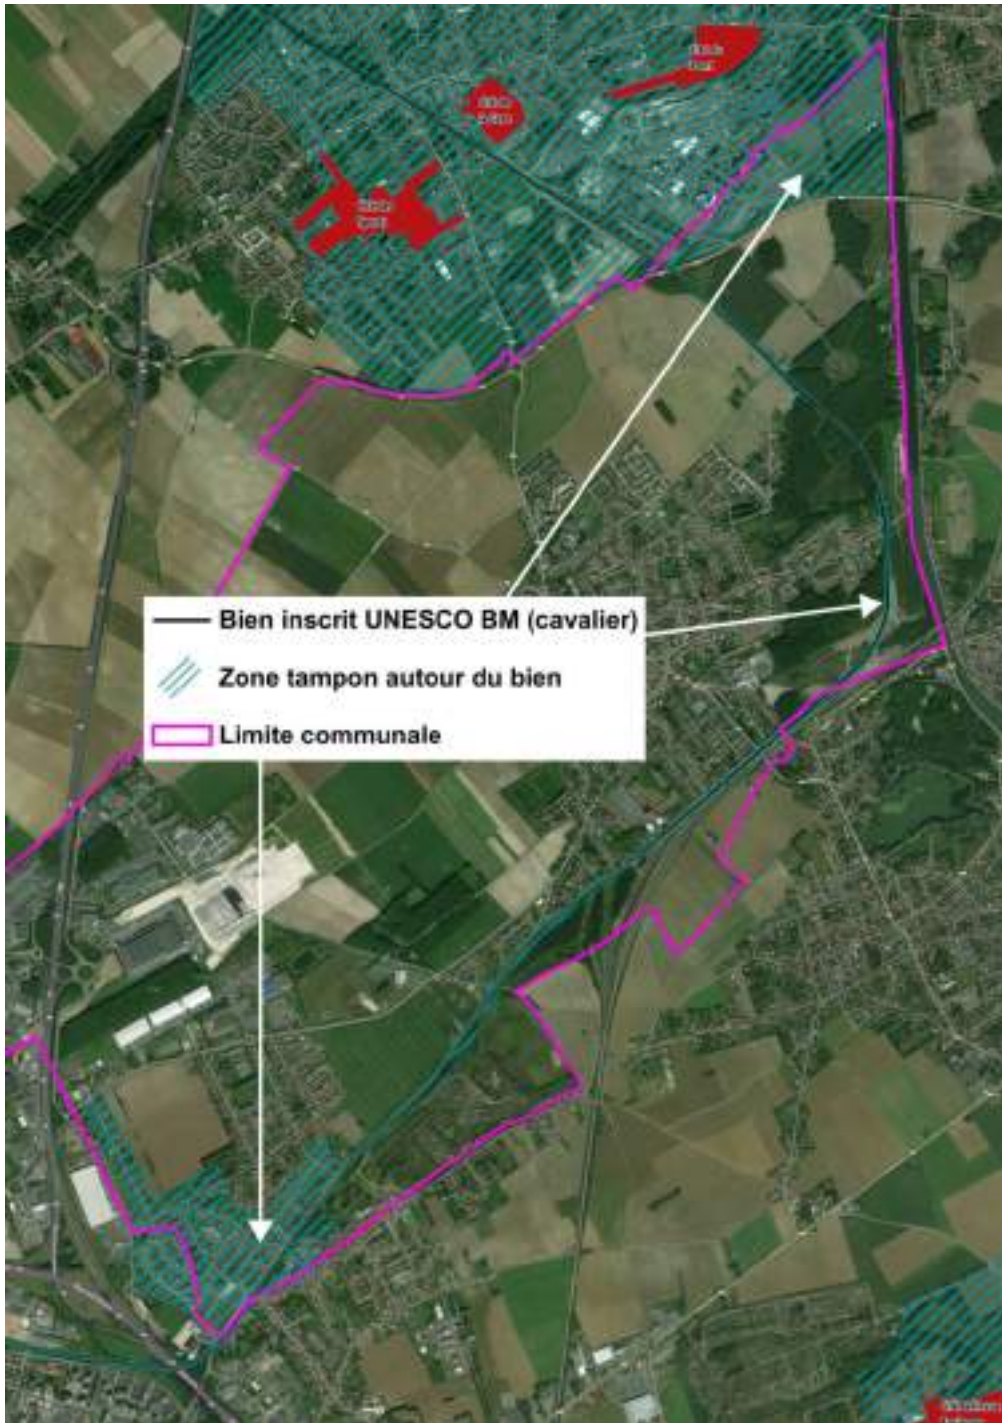 Bien inscrit UNESCO BM (cavalier)
Zone tampon autour du bien
Limite communale